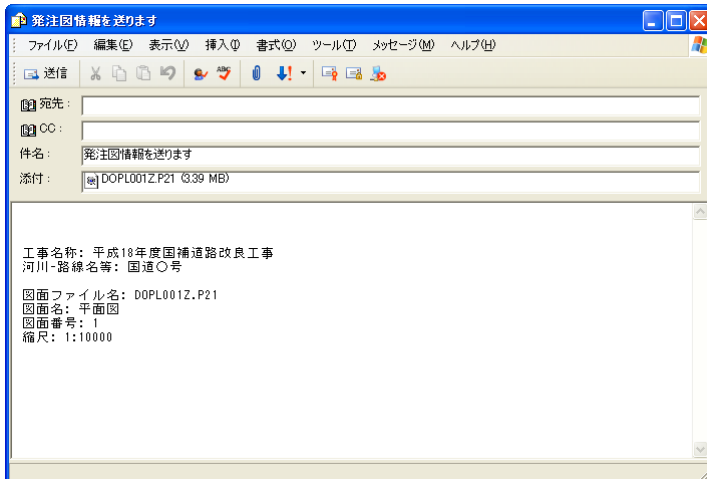 発注図情報を送ります
ファイル(F) 編集(E) 表示(V) 挿入(I) 書式(O) ツール(T) メッセージ(M) ヘルプ(H)
送信
ABC
宛先:
CC:
件名: 発注図情報を送ります
添付: DOPL001Z.P21 (3.39 MB)
工事名称: 平成18年度国補道路改良工事
河川-路線名等: 国道〇号
図面ファイル名: DOPL001Z.P21
図面名: 平面図
図面番号: 1
縮尺: 1:10000